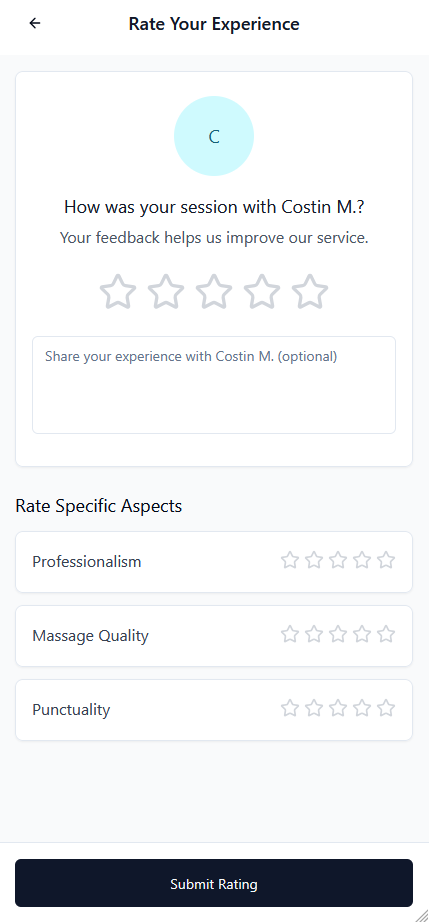 Rate Your Experience
C
How was your session with Costin M.?
Your feedback helps us improve our service.
Share your experience with Costin M. (optional)
Rate Specific Aspects
Professionalism
Massage Quality
Punctuality
Submit Rating